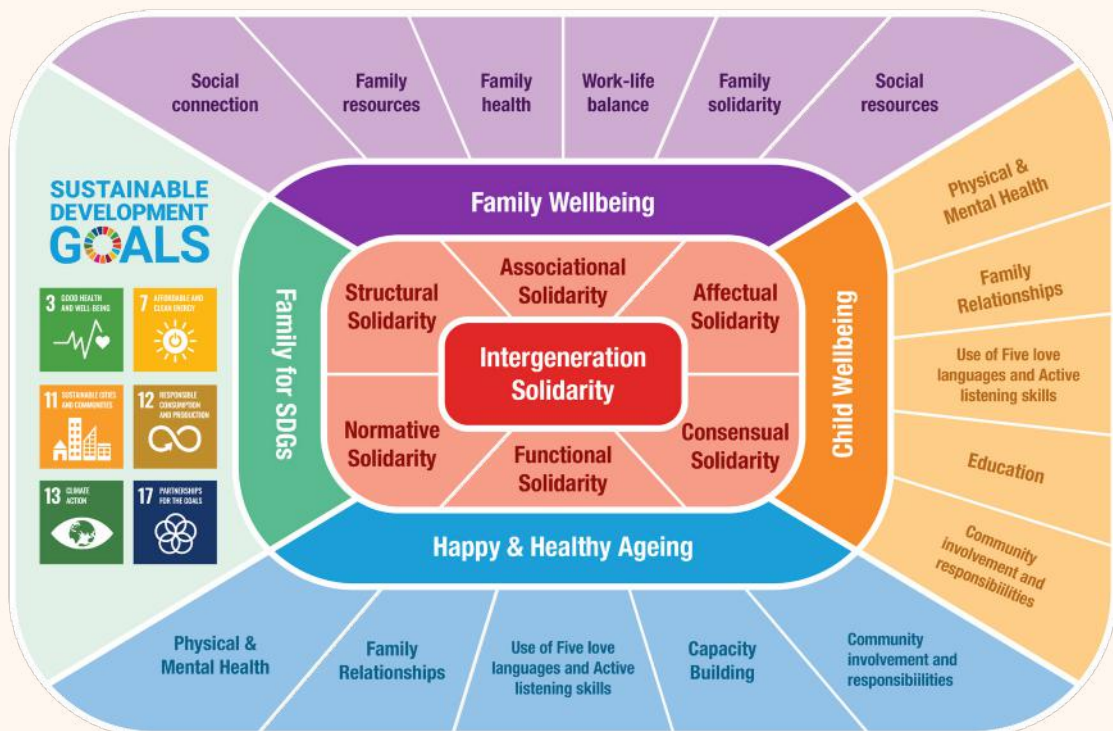 Social
connection
Family
resources
Family
health
Work-life
balance
Family
solidarity
Social
resources
SUSTAINABLE
DEVELOPMENT
GOALS
3 GOOD HEALTH
AND WELL-BEING
7 AFFORDABLE AND
CLEAN ENERGY
11 SUSTAINABLE CITIES
AND COMMUNITIES
12 RESPONSIBLE
CONSUMPTION
AND PRODUCTION
13 CLIMATE
ACTION
17 PARTNERSHIPS
FOR THE GOALS
Family for SDGs
Family Wellbeing
Structural
Solidarity
Associational
Solidarity
Affectual
Solidarity
Intergeneration
Solidarity
Normative
Solidarity
Functional
Solidarity
Consensual
Solidarity
Happy & Healthy Ageing
Child Wellbeing
Physical &
Mental Health
Family
Relationships
Use of Five love
languages and Active
listening skills
Education
Community
involvement and
responsibiilities
Physical &
Mental Health
Family
Relationships
Use of Five love
languages and Active
listening skills
Capacity
Building
Community
involvement and
responsibiilities